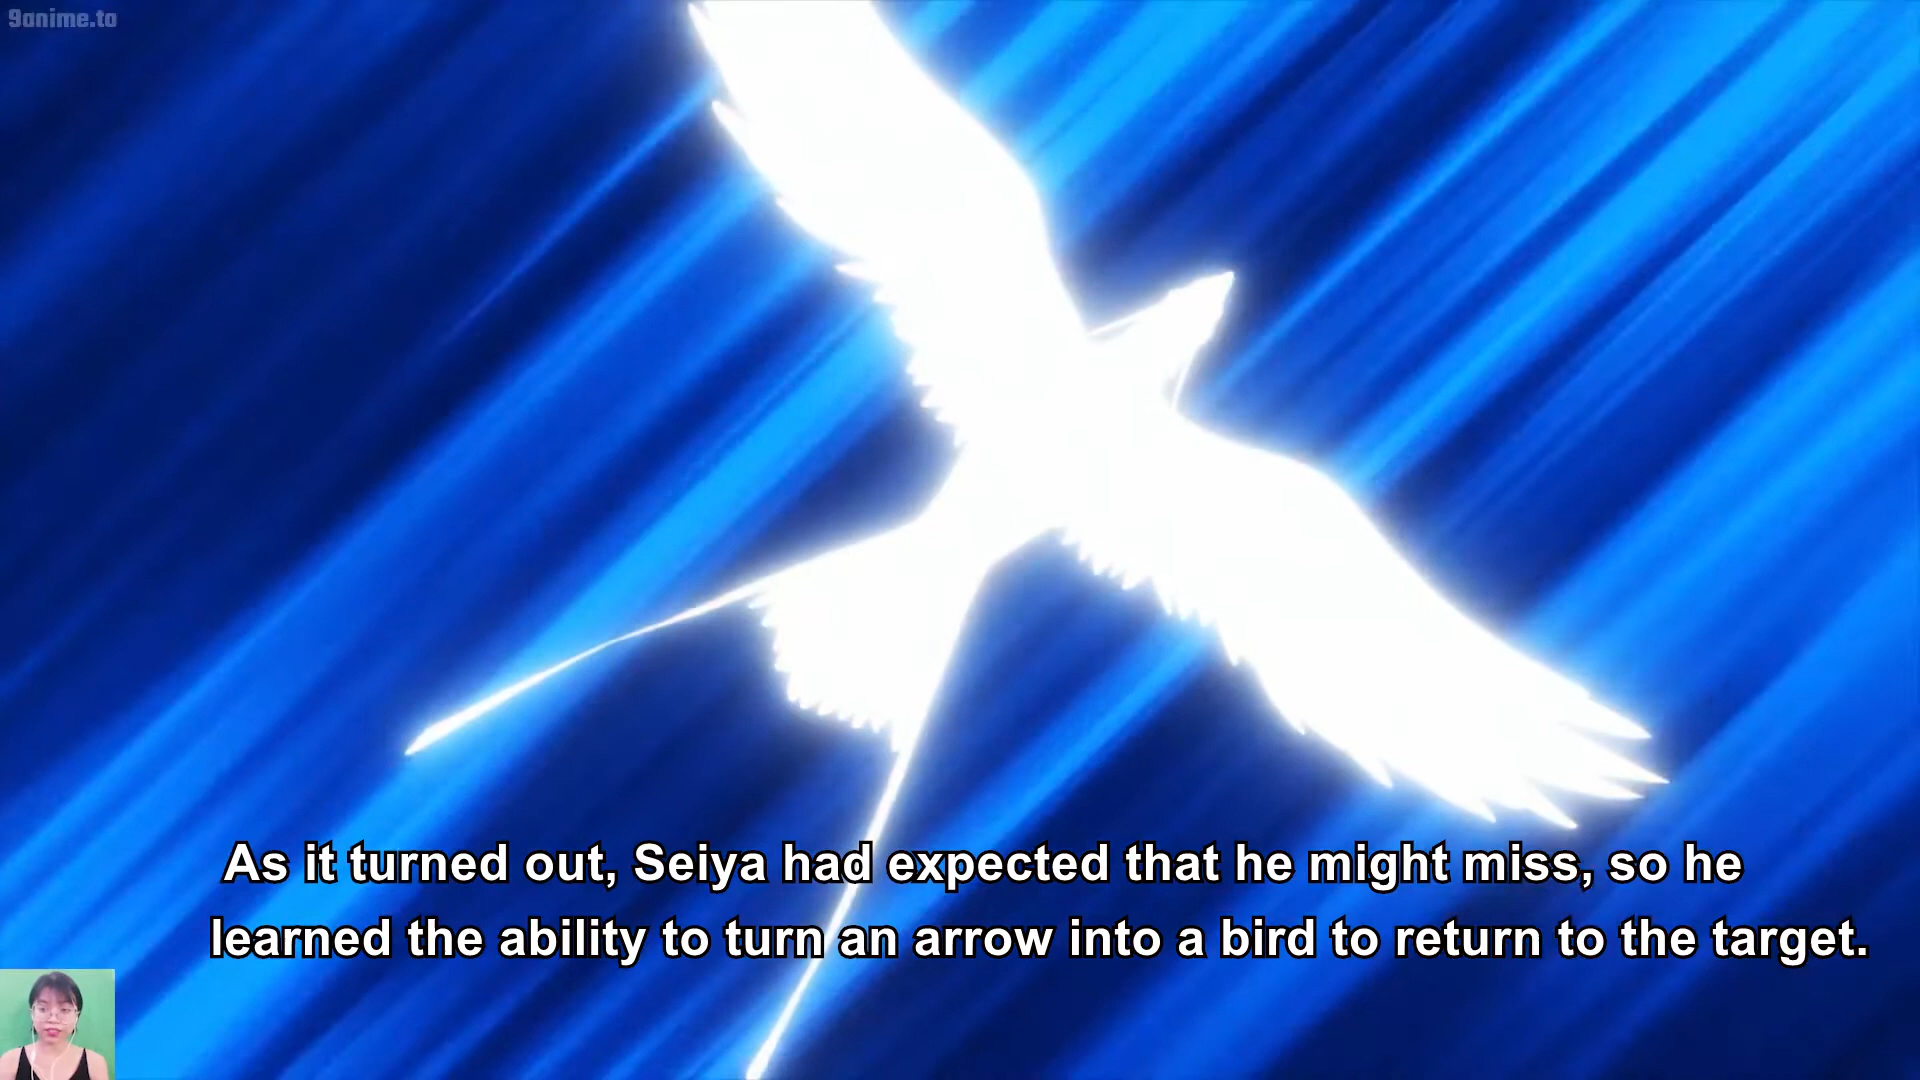 9anime.to
As it turned out, Seiya had expected that he might miss, so he
learned the ability to turn an arrow into a bird to return to the target.